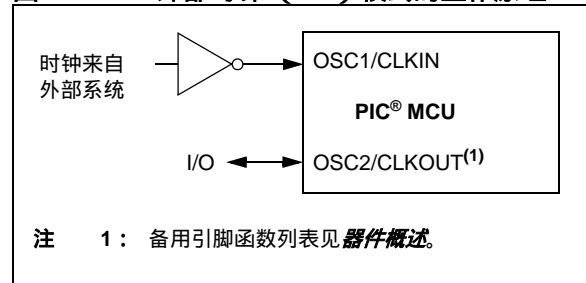 时钟来自
外部系统
OSC1/CLKIN
PIC® MCU
I/O
OSC2/CLKOUT(1)
注 1： 备用引脚函数列表见器件概述。